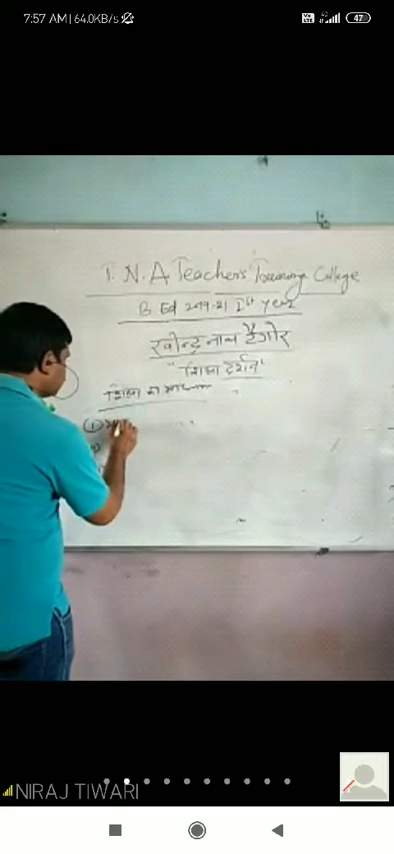 7:57 AM | 64.0KB/s
47
T.N.A Teachers Training College
B Ed 2019-21 Ist Year
रवीन्द्र नाथ टैगोर
"शिक्षा दर्शन"
शिक्षा
①
NIRAJ TIWARI